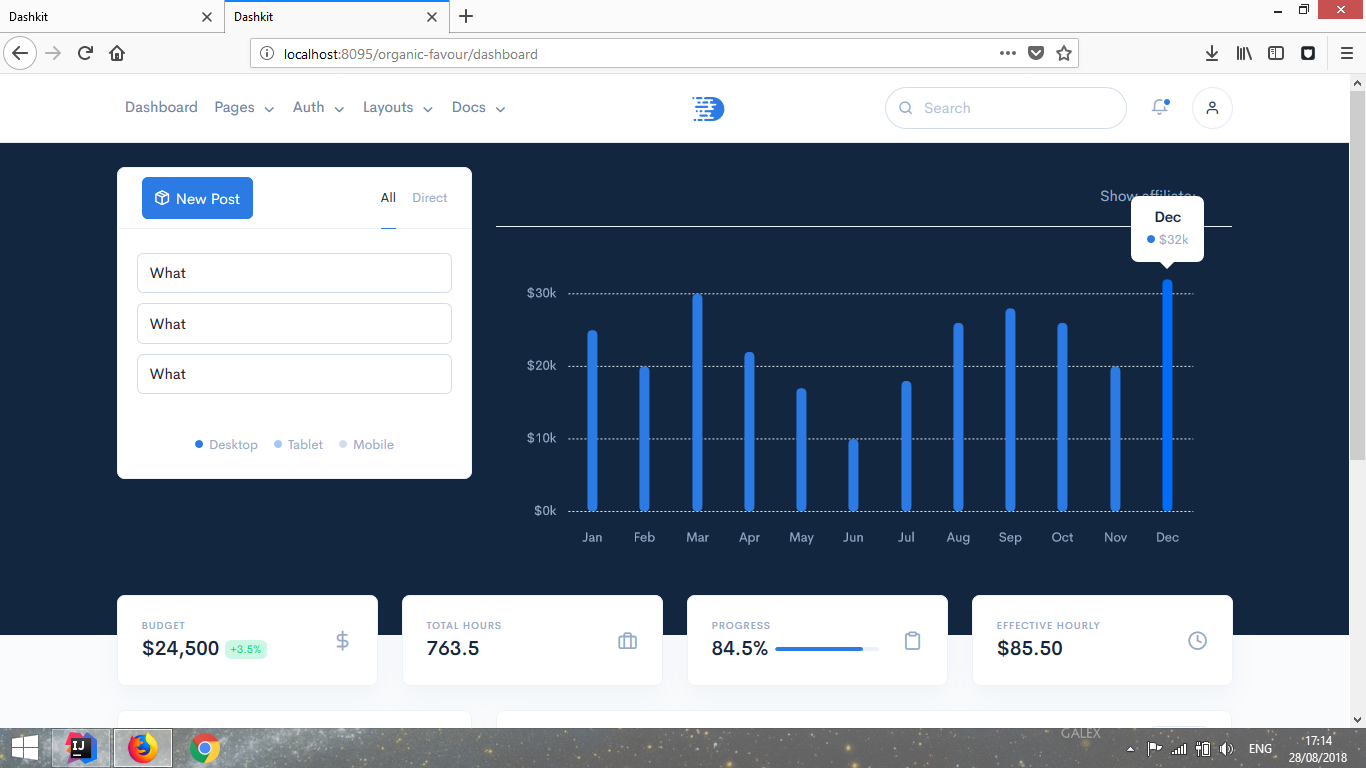 Dashkit
Dashkit
localhost:8095/organic-favour/dashboard
Dashboard Pages Auth Layouts Docs
Search
New Post
All Direct
What
What
What
Desktop Tablet Mobile
Show
Dec
$32k
$30k
$20k
$10k
$0k
Jan Feb Mar Apr May Jun Jul Aug Sep Oct Nov Dec
BUDGET
$24,500 +3.5%
TOTAL HOURS
763.5
PROGRESS
84.5%
EFFECTIVE HOURLY
$85.50
GALEX
IJ
ENG
17:14
28/08/2018